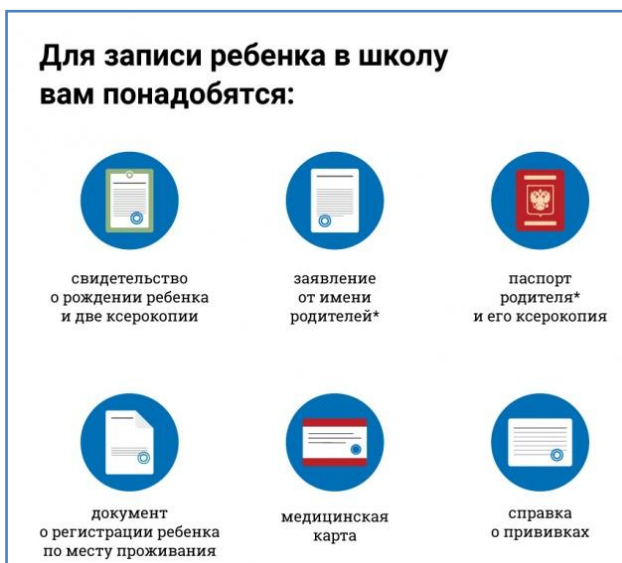 Для записи ребенка в школу
вам понадобятся:
свидетельство
о рождении ребенка
и две ксерокопии
заявление
от имени
родителей*
паспорт
родителя*
и его ксерокопия
документ
о регистрации ребенка
по месту проживания
медицинская
карта
справка
о прививках